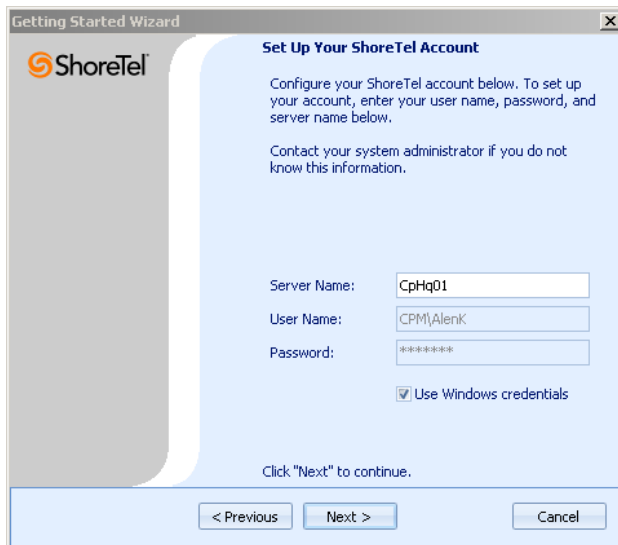 Getting Started Wizard
ShoreTel
Set Up Your ShoreTel Account
Configure your ShoreTel account below. To set up
your account, enter your user name, password, and
server name below.
Contact your system administrator if you do not
know this information.
Server Name: CpHq01
User Name: CPM\AlenK
Password: *******
Use Windows credentials
Click "Next" to continue.
< Previous Next > Cancel